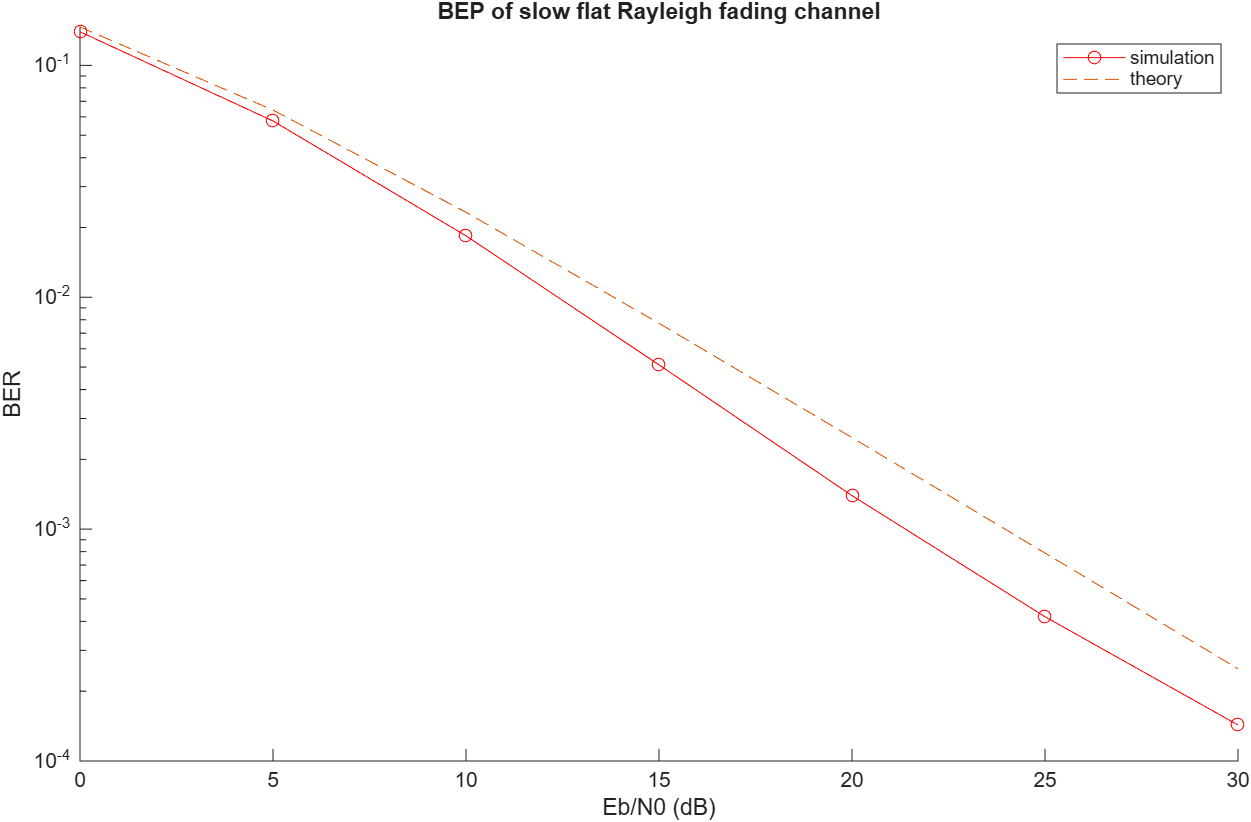 BEP of slow flat Rayleigh fading channel
simulation
theory
10^-1
10^-2
10^-3
10^-4
BER
0 5 10 15 20 25 30
Eb/N0 (dB)